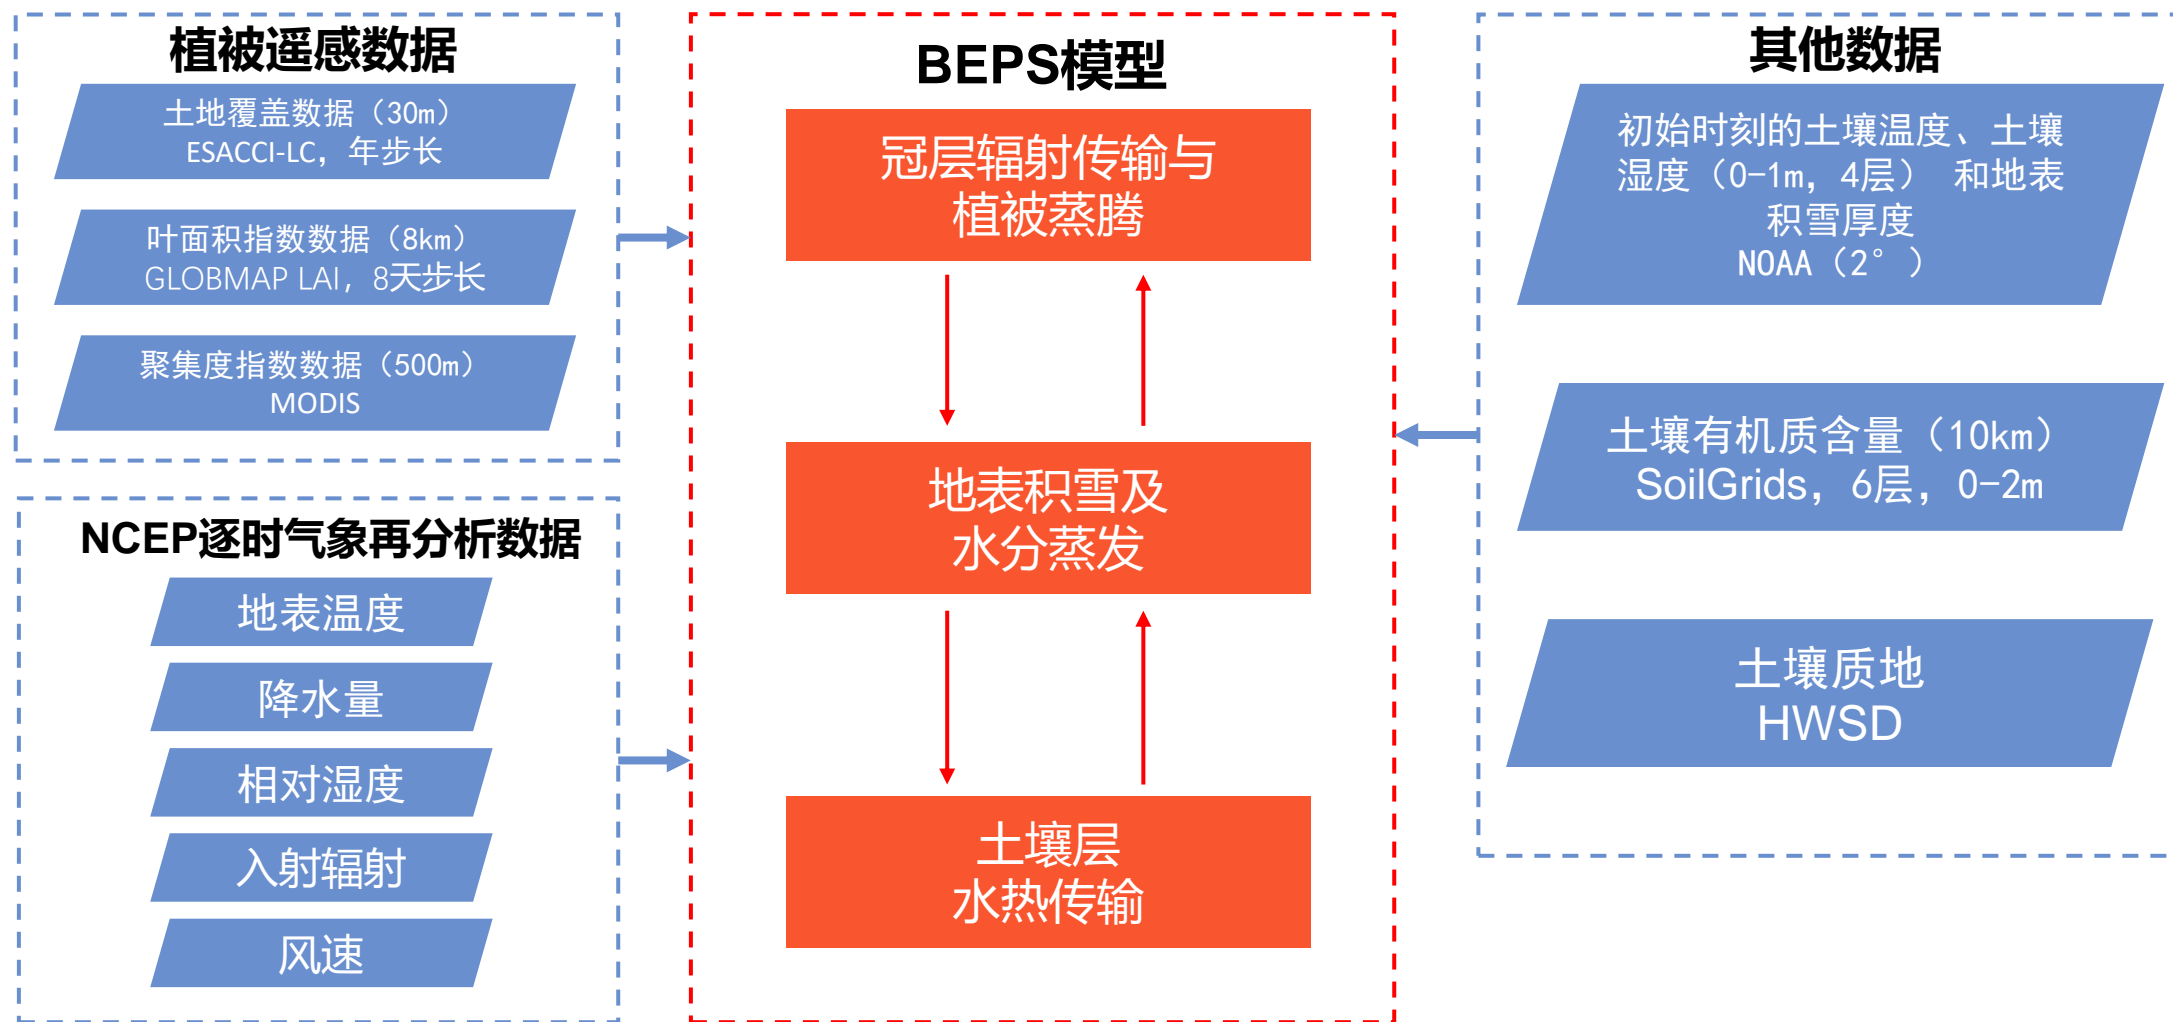 植被遥感数据
土地覆盖数据（30m）
ESACCI-LC，年步长
叶面积指数数据（8km）
GLOBMAP LAI，8天步长
聚集度指数数据（500m）
MODIS
NCEP逐时气象再分析数据
地表温度
降水量
相对湿度
入射辐射
风速
BEPS模型
冠层辐射传输与
植被蒸腾
地表积雪及
水分蒸发
土壤层
水热传输
其他数据
初始时刻的土壤温度、土壤
湿度（0-1m，4层） 和地表
积雪厚度
NOAA（2°）
土壤有机质含量（10km）
SoilGrids，6层，0-2m
土壤质地
HWSD